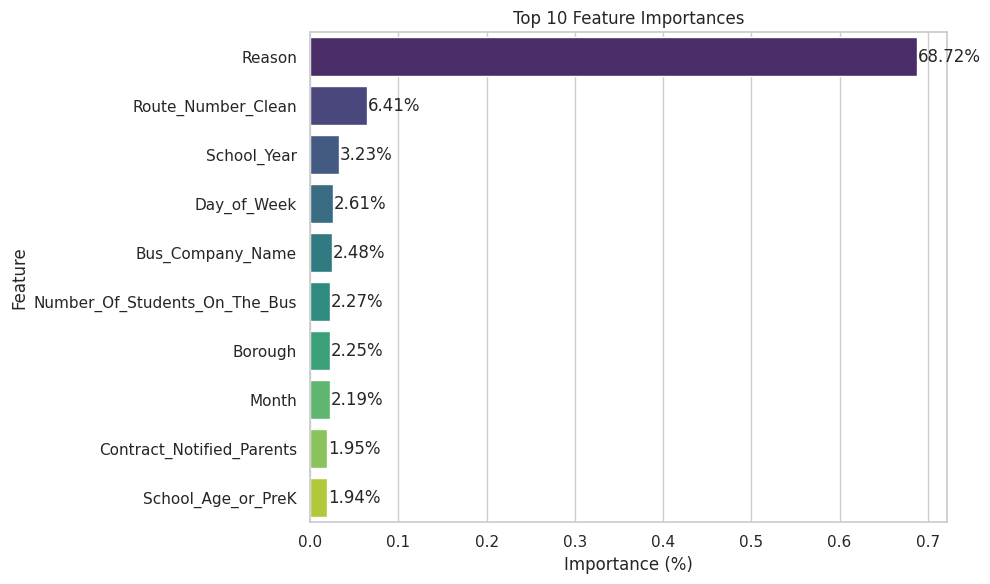 Top 10 Feature Importances
Feature
Reason 68.72%
Route_Number_Clean 6.41%
School_Year 3.23%
Day_of_Week 2.61%
Bus_Company_Name 2.48%
Number_Of_Students_On_The_Bus 2.27%
Borough 2.25%
Month 2.19%
Contract_Notified_Parents 1.95%
School_Age_or_PreK 1.94%
0.0 0.1 0.2 0.3 0.4 0.5 0.6 0.7
Importance (%)